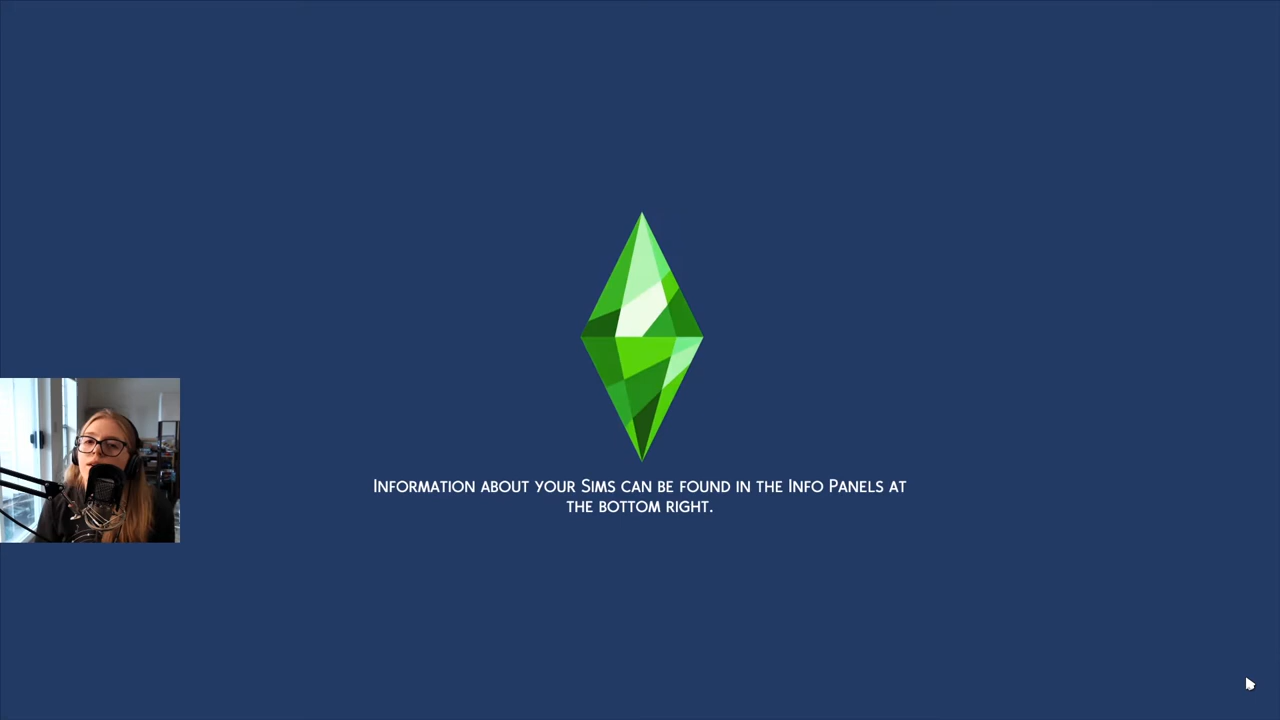 Information about your Sims can be found in the Info Panels at
the bottom right.